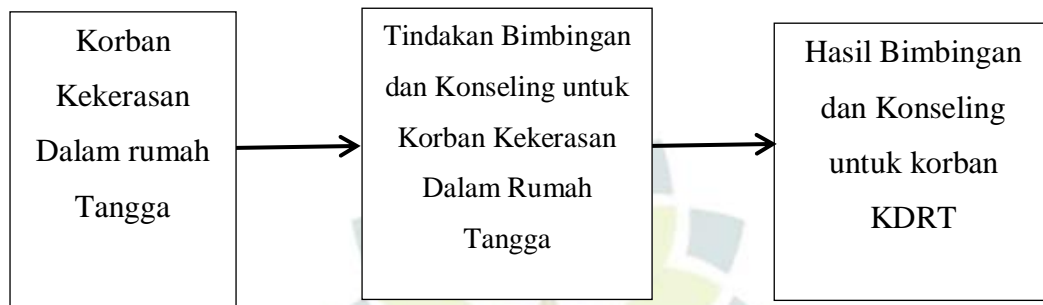 Korban
Kekerasan
Dalam rumah
Tangga
Tindakan Bimbingan
dan Konseling untuk
Korban Kekerasan
Dalam Rumah
Tangga
Hasil Bimbingan
dan Konseling
untuk korban
KDRT